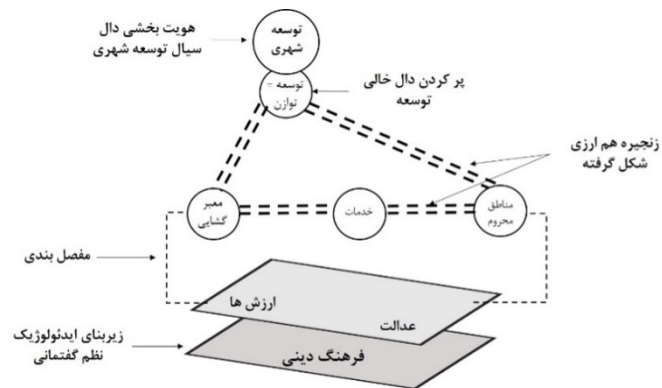 توسعه
شهری
هویت بخشی دال
سیال توسعه شهری
توسعه =
توازن
پر کردن دال خالی
توسعه
زنجیره هم ارزی
شکل گرفته
معبر
گشایی
خدمات
مناطق
محروم
مفصل بندی
ارزش ها
عدالت
زیربنای ایدئولوژیک
نظم گفتمانی
فرهنگ دینی